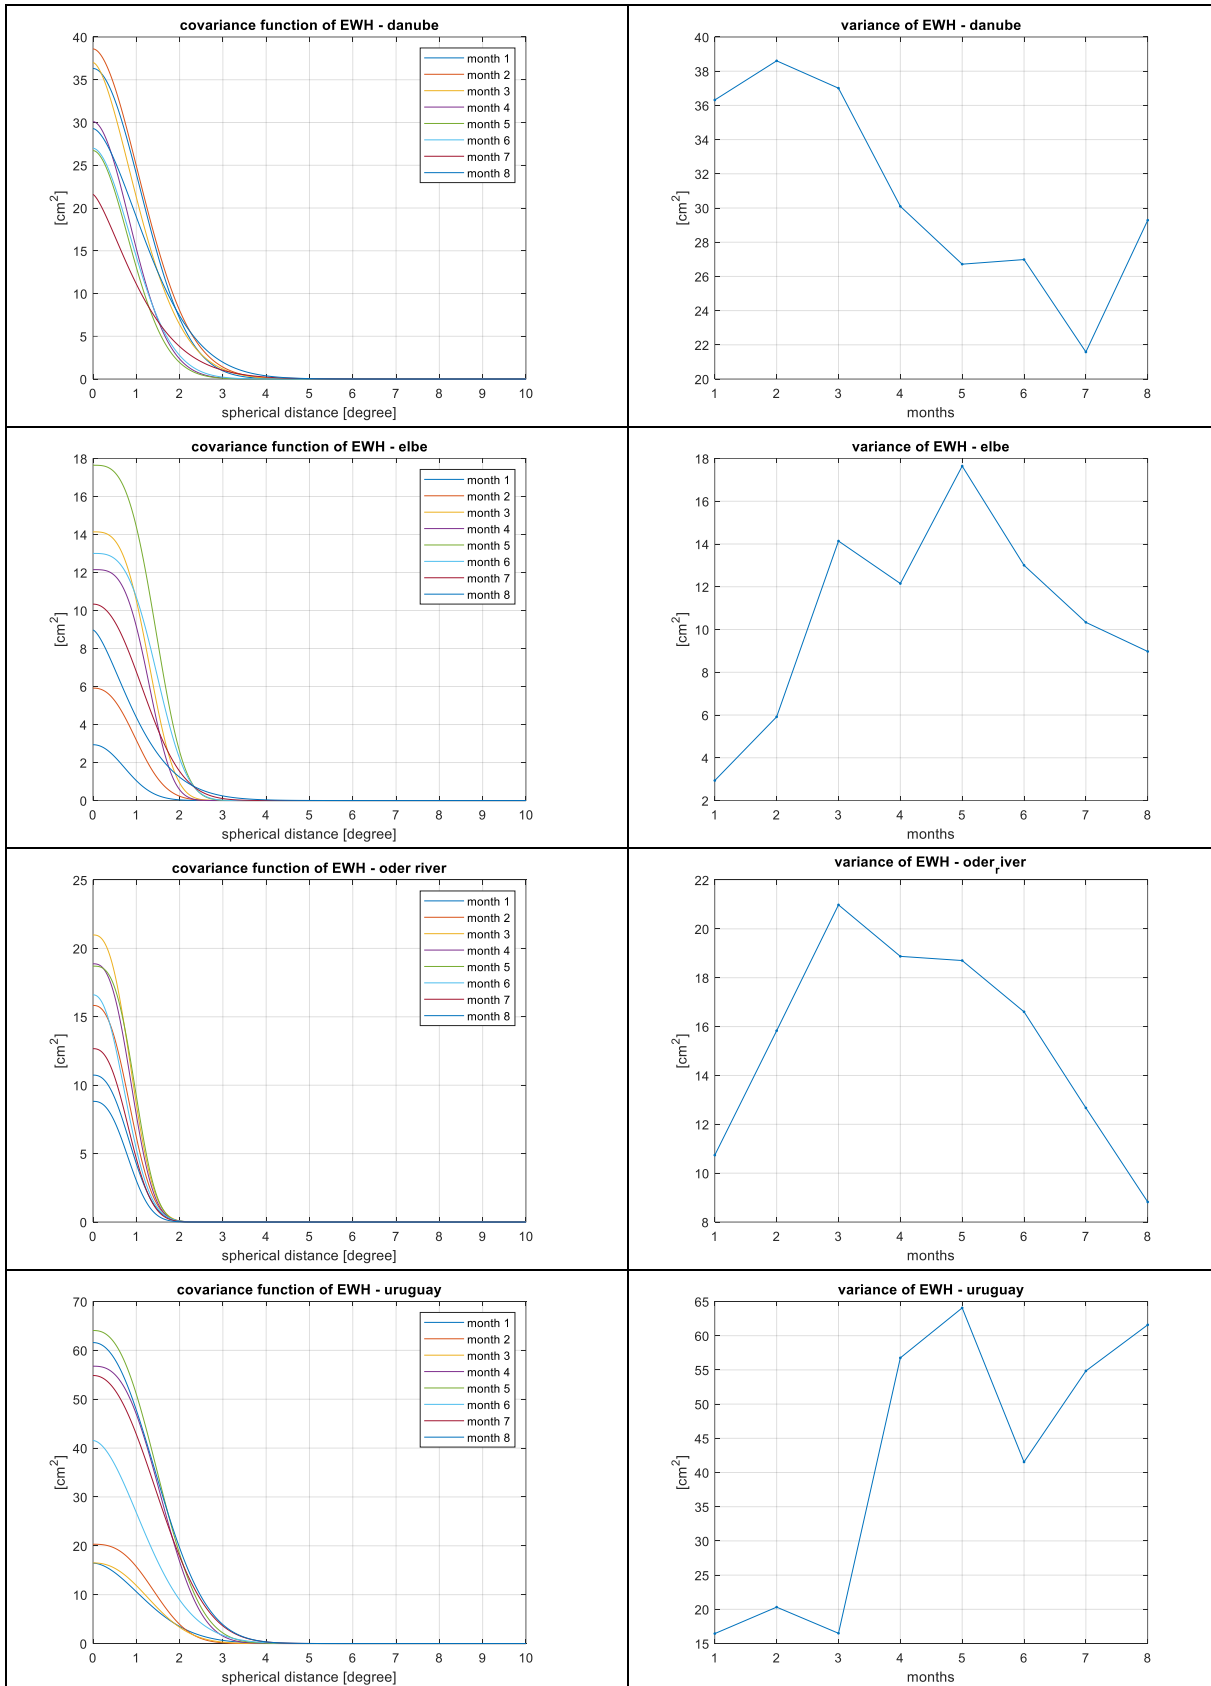 covariance function of EWH - danube
40
35
30
25
20
15
10
5
0
[cm2]
0 1 2 3 4 5 6 7 8 9 10
spherical distance [degree]
month 1
month 2
month 3
month 4
month 5
month 6
month 7
month 8
variance of EWH - danube
40
38
36
34
32
30
28
26
24
22
20
[cm2]
1 2 3 4 5 6 7 8
months
covariance function of EWH - elbe
18
16
14
12
10
8
6
4
2
0
[cm2]
0 1 2 3 4 5 6 7 8 9 10
spherical distance [degree]
month 1
month 2
month 3
month 4
month 5
month 6
month 7
month 8
variance of EWH - elbe
18
16
14
12
10
8
6
4
2
[cm2]
1 2 3 4 5 6 7 8
months
covariance function of EWH - oder river
25
20
15
10
5
0
[cm2]
0 1 2 3 4 5 6 7 8 9 10
spherical distance [degree]
month 1
month 2
month 3
month 4
month 5
month 6
month 7
month 8
variance of EWH - oderriver
22
20
18
16
14
12
10
8
[cm2]
1 2 3 4 5 6 7 8
months
covariance function of EWH - uruguay
70
60
50
40
30
20
10
0
[cm2]
0 1 2 3 4 5 6 7 8 9 10
spherical distance [degree]
month 1
month 2
month 3
month 4
month 5
month 6
month 7
month 8
variance of EWH - uruguay
65
60
55
50
45
40
35
30
25
20
15
[cm2]
1 2 3 4 5 6 7 8
months